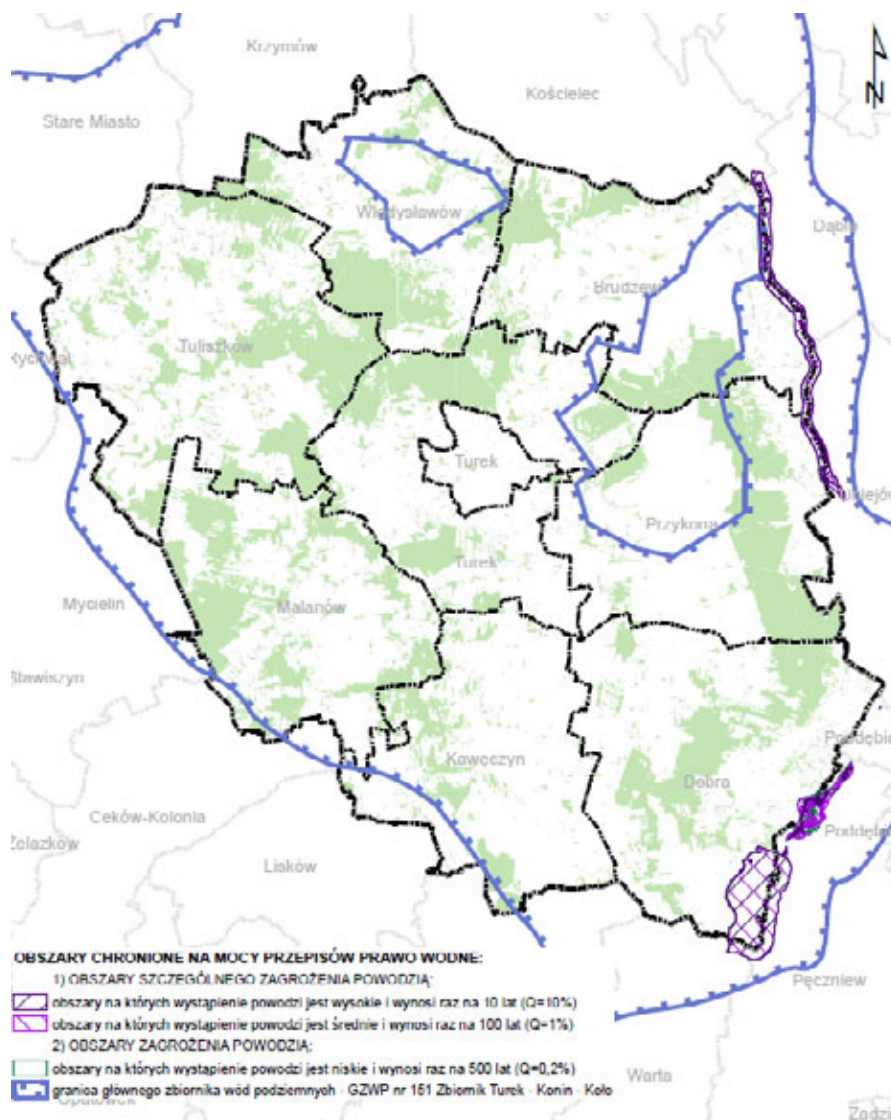 Krzymów
Kościelec
Stare Miasto
Władysławów
Dąbie
Brudzew
Tuliszków
Rychwał
Turek
Przykona
Turek
Mycielin
Malanów
Kawęczyn
Dobra
Ceków-Kolonia
Lisków
OBSZARY CHRONIONE NA MOCY PRZEPISÓW PRAWO WODNE:
1) OBSZARY SZCZEGÓLNEGO ZAGROŻENIA POWODZIĄ:
obszary na których wystąpienie powodzi jest wysokie i wynosi raz na 10 lat (Q=10%)
Pęczniew
obszary na których wystąpienie powodzi jest średnie i wynosi raz na 100 lat (Q=1%)
2) OBSZARY ZAGROŻENIA POWODZIĄ:
obszary na których wystąpienie powodzi jest niskie i wynosi raz na 500 lat (Q=0,2%)
Warta
granica głównego zbiornika wód podziemnych - GZWP nr 151 Zbiornik Turek - Konin - Koło